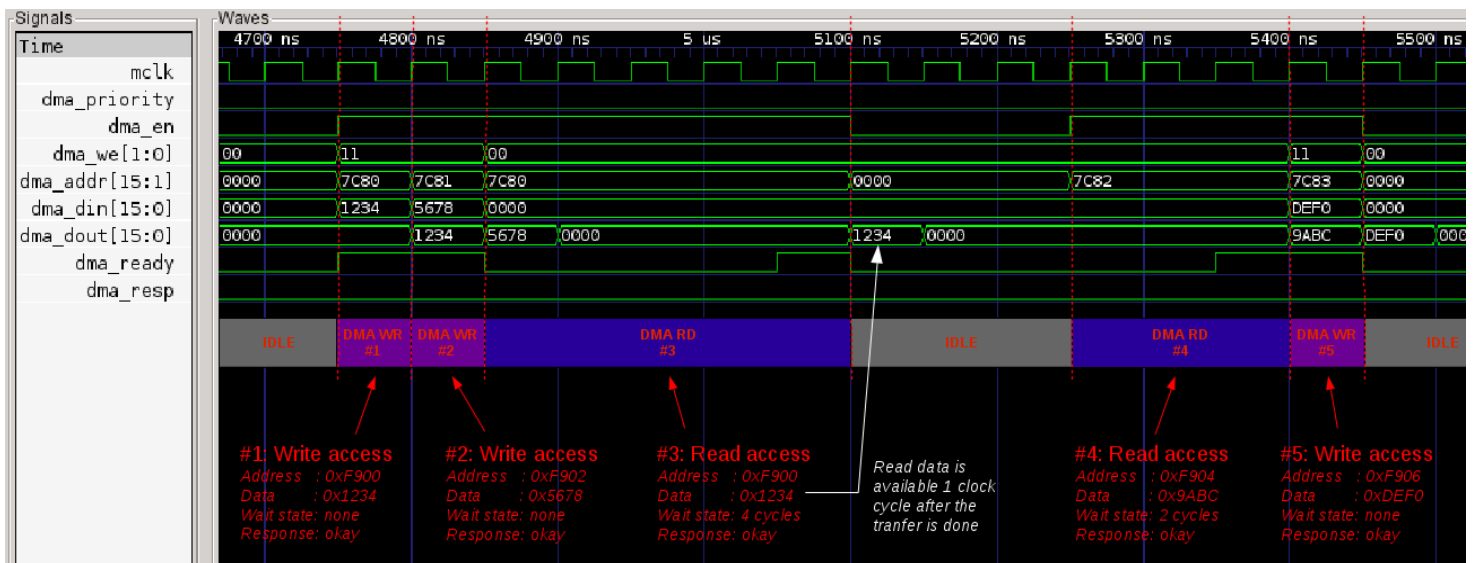 Signals
Waves
Time
4700 ns 4800 ns 4900 ns 5 us 5100 ns 5200 ns 5300 ns 5400 ns 5500 ns
mclk
dma_priority
dma_en
dma_we[1:0] 00 11 00 11 00
dma_addr[15:1] 0000 7C80 7C81 7C80 0000 7C82 7C83 0000
dma_din[15:0] 0000 1234 5678 0000 DEF0 0000
dma_dout[15:0] 0000 1234 5678 0000 1234 0000 9ABC DEF0 000
dma_ready
dma_resp
IDLE
DMA WR
#1
DMA WR
#2
DMA RD
#3
IDLE
DMA RD
#4
DMA WR
#5
IDLE
#1: Write access
Address : 0xF900
Data : 0x1234
Wait state: none
Response: okay
#2: Write access
Address : 0xF902
Data : 0x5678
Wait state: none
Response: okay
#3: Read access
Address : 0xF900
Data : 0x1234
Wait state: 4 cycles
Response: okay
Read data is
available 1 clock
cycle after the
tranfer is done
#4: Read access
Address : 0xF904
Data : 0x9ABC
Wait state: 2 cycles
Response: okay
#5: Write access
Address : 0xF906
Data : 0xDEF0
Wait state: none
Response: okay